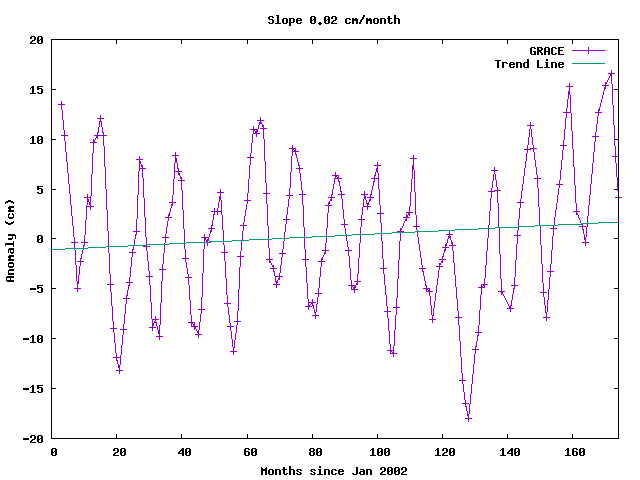 Slope 0.02 cm/month
GRACE
Trend Line
20
15
10
5
0
-5
-10
-15
-20
Anomaly (cm)
0 20 40 60 80 100 120 140 160
Months since Jan 2002